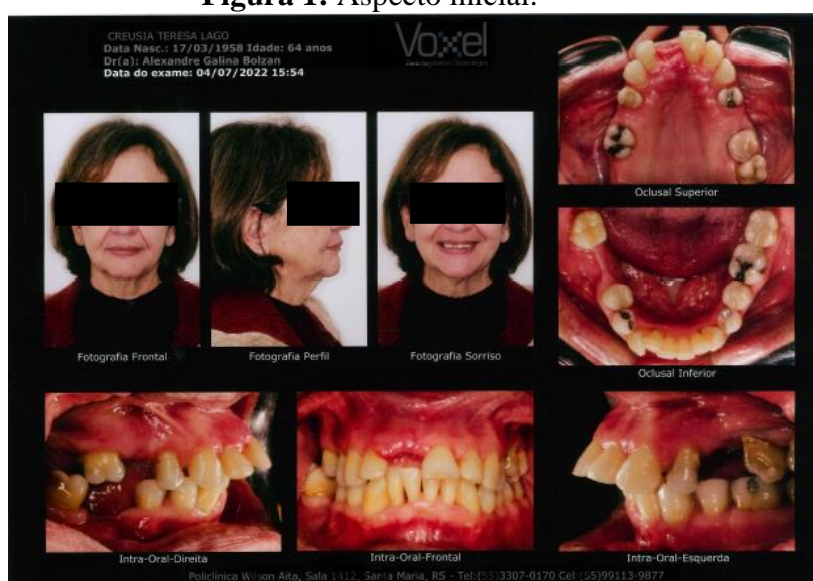 Figura 1: Aspecto inicial.
CREUSIA TERESA LAGO
Data Nasc.: 17/03/1958 Idade: 64 anos
Dr(a): Alexandre Galina Bolzan
Data do exame: 04/07/2022 15:54
Voxel
Oclusal Superior
Fotografia Frontal
Fotografia Perfil
Fotografia Sorriso
Oclusal Inferior
Intra-Oral-Direita
Intra-Oral-Frontal
Intra-Oral-Esquerda
Policlínica Wilson Aita, Sala 1412, Santa Maria, RS - Tel:(55)3307-0170 Cel:(55)99113-9877